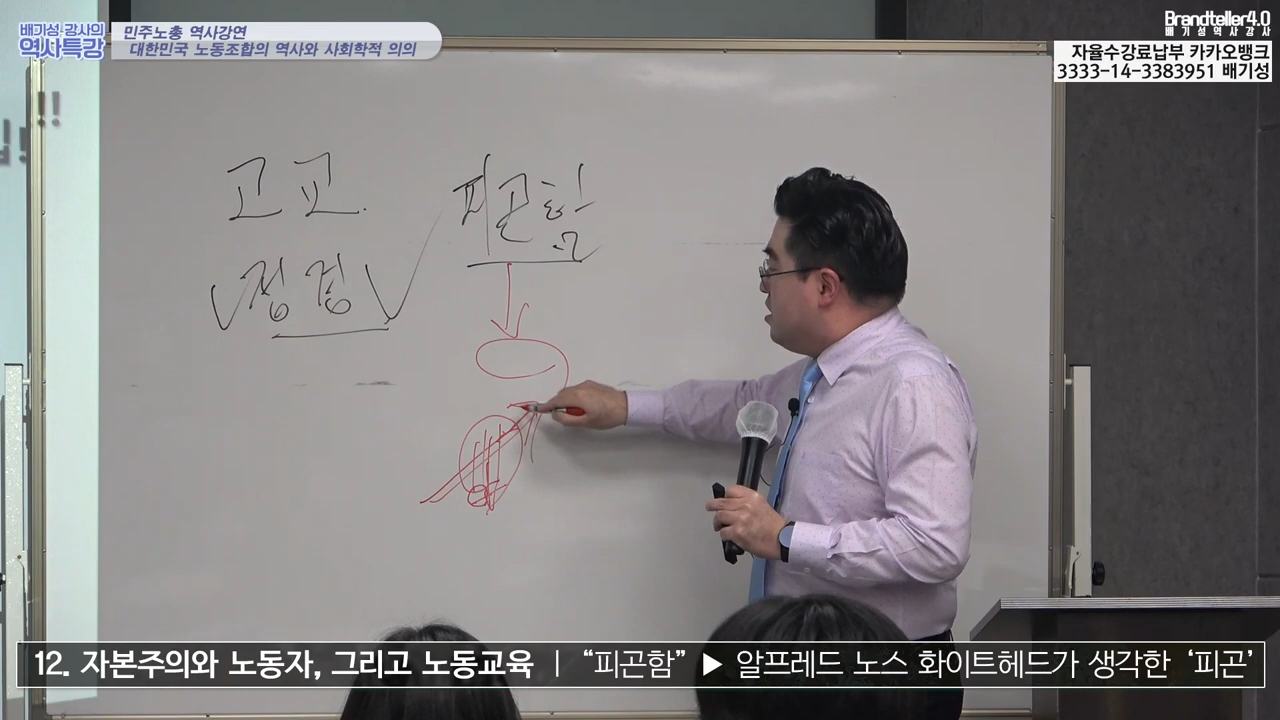 배기성 강사의
역사특강
민주노총 역사강연
대한민국 노동조합의 역사와 사회학적 의의
Brandteller4.0
배기성역사강사
자율수강료납부 카카오뱅크
3333-14-3383951 배기성
!!
고교
피곤함
12. 자본주의와 노동자, 그리고 노동교육 | “피곤함” ▶ 알프레드 노스 화이트헤드가 생각한 ‘피곤’